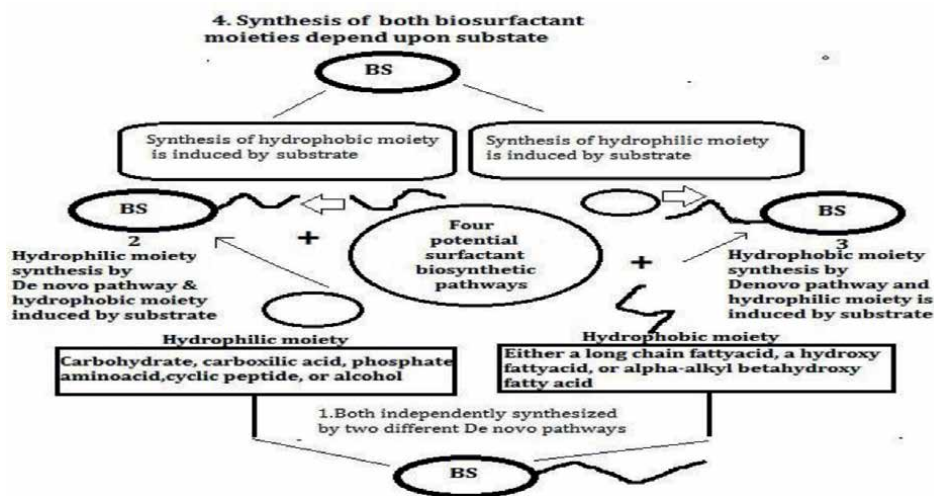 4. Synthesis of both biosurfactant
moieties depend upon substate
BS
Synthesis of hydrophobic moiety
is induced by substrate
Synthesis of hydrophilic moiety
is induced by substrate
BS
2
Hydrophilic moiety
synthesis by
De novo pathway &
hydrophobic moiety
induced by substrate
+
Four
potential
surfactant
biosynthetic
pathways
+
BS
3
Hydrophobic moiety
synthesis by
Denovo pathway and
hydrophilic moiety is
induced by substrate
Hydrophilic moiety
Carbohydrate, carboxilic acid, phosphate
aminoacid,cyclic peptide, or alcohol
Hydrophobic moiety
Either a long chain fattyacid, a hydroxy
fattyacid, or alpha-alkyl betahydroxy
fatty acid
1.Both independently synthesized
by two different De novo pathways
BS